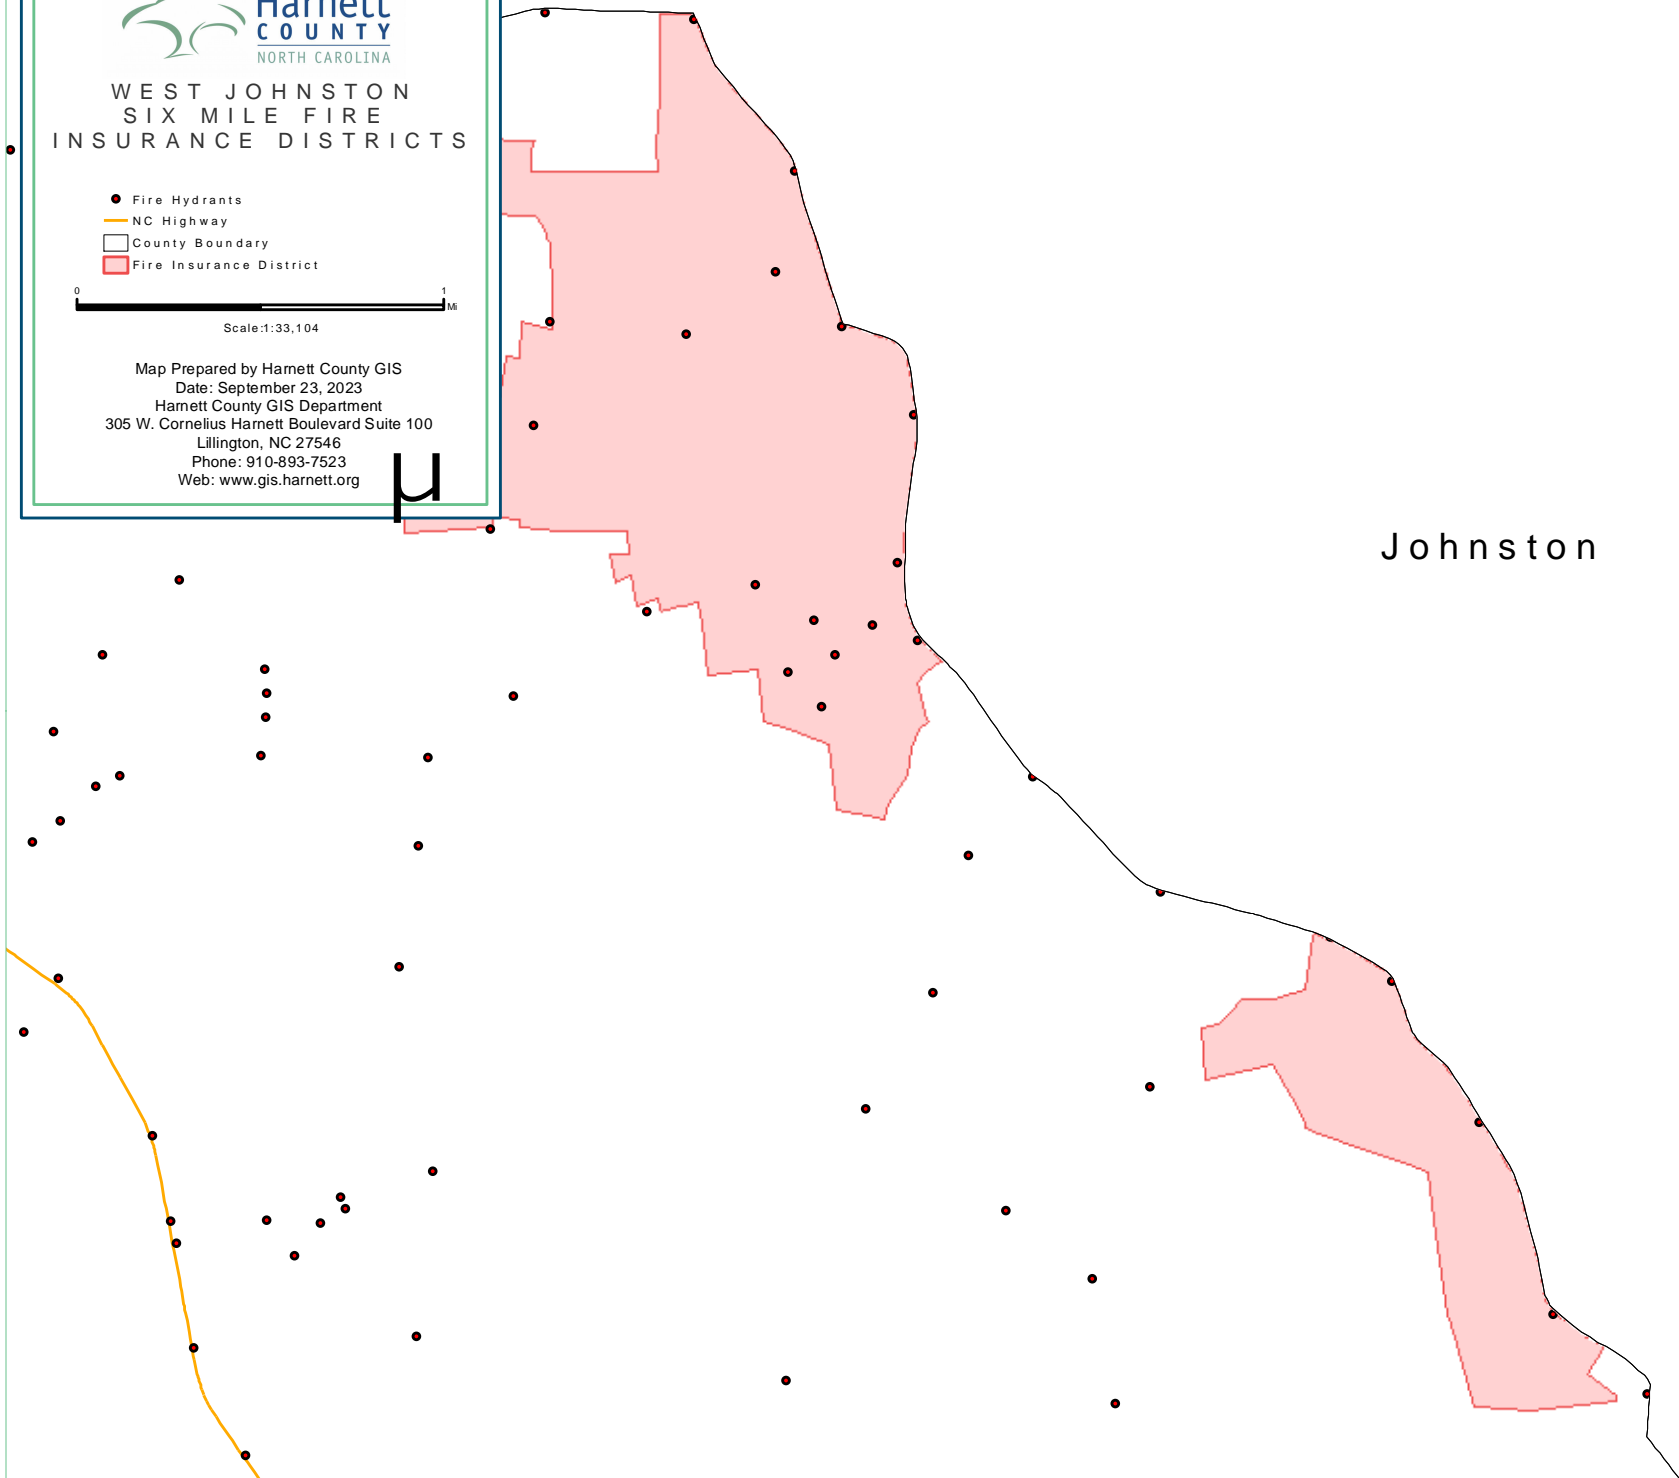 Harnett
COUNTY
NORTH CAROLINA
WEST JOHNSTON
SIX MILE FIRE
INSURANCE DISTRICTS
Fire Hydrants
NC Highway
County Boundary
Fire Insurance District
0 1
Mi
Scale:1:33,104
Map Prepared by Harnett County GIS
Date: September 23, 2023
Harnett County GIS Department
305 W. Cornelius Harnett Boulevard Suite 100
Lillington, NC 27546
Phone: 910-893-7523
Web: www.gis.harnett.org
µ
Johnston